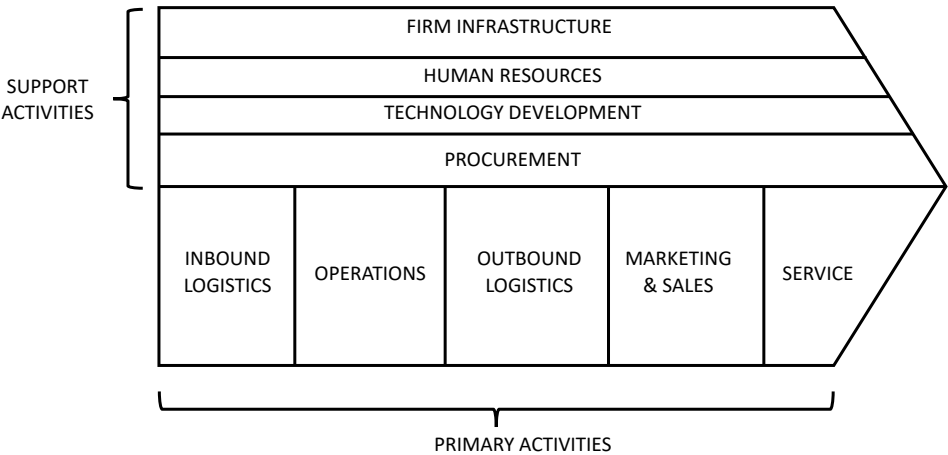 FIRM INFRASTRUCTURE
HUMAN RESOURCES
TECHNOLOGY DEVELOPMENT
PROCUREMENT
SUPPORT
ACTIVITIES
INBOUND
LOGISTICS
OPERATIONS
OUTBOUND
LOGISTICS
MARKETING
& SALES
SERVICE
PRIMARY ACTIVITIES